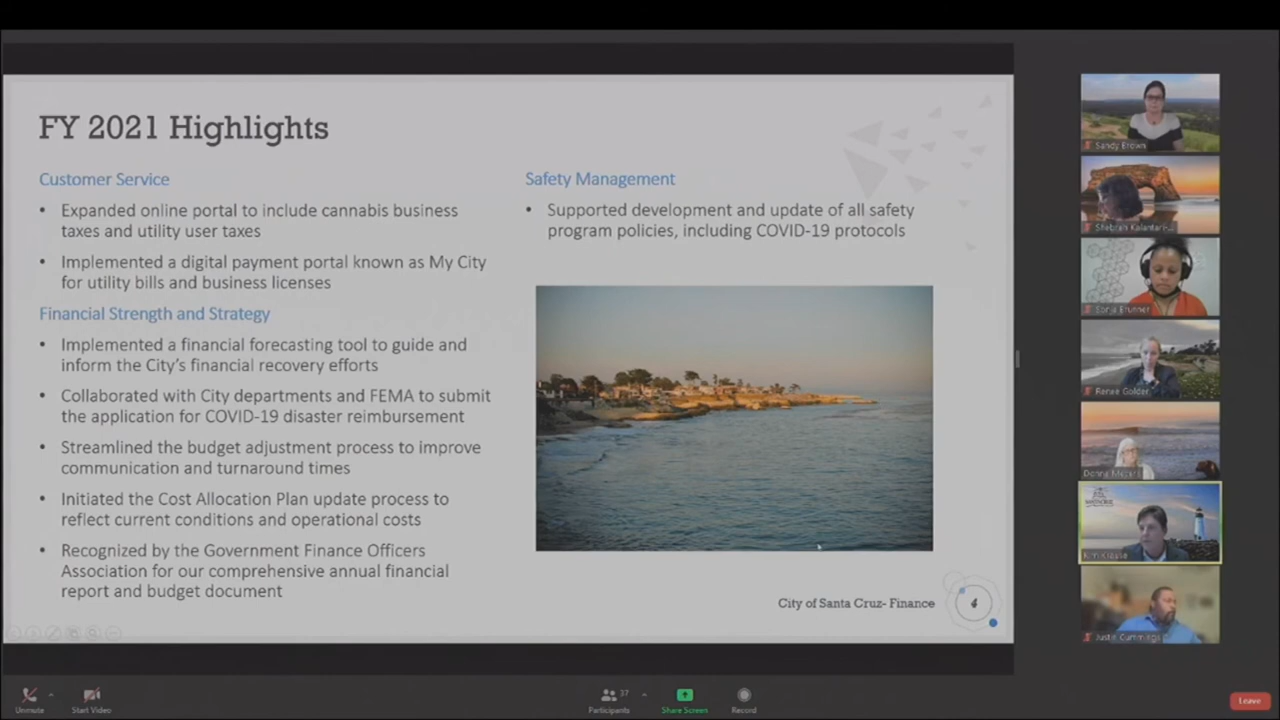 FY 2021 Highlights
Customer Service
• Expanded online portal to include cannabis business
taxes and utility user taxes
• Implemented a digital payment portal known as My City
for utility bills and business licenses
Financial Strength and Strategy
• Implemented a financial forecasting tool to guide and
inform the City's financial recovery efforts
• Collaborated with City departments and FEMA to submit
the application for COVID-19 disaster reimbursement
• Streamlined the budget adjustment process to improve
communication and turnaround times
• Initiated the Cost Allocation Plan update process to
reflect current conditions and operational costs
• Recognized by the Government Finance Officers
Association for our comprehensive annual financial
report and budget document
Safety Management
• Supported development and update of all safety
program policies, including COVID-19 protocols
City of Santa Cruz- Finance
4
Sandy Brown
Shebreh Kalantari-...
Sonja Brunner
Renee Golder
Donna
Kim Krause
Justin Cummings
Unmute
Start Video
Participants
37
Share Screen
Record
Leave